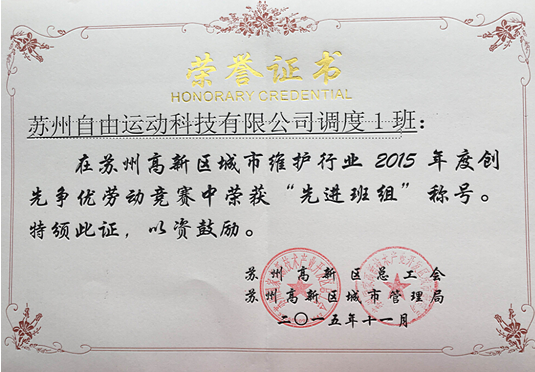 荣誉证书
HONORARY CREDENTIAL
苏州自由运动科技有限公司调度1班：
在苏州高新区城市维护行业 2015 年度创
先争优劳动竞赛中荣获“先进班组”称号。
特颁此证，以资鼓励。
苏州高新区总工会
苏州高新区城市管理局
二〇一五年十一月